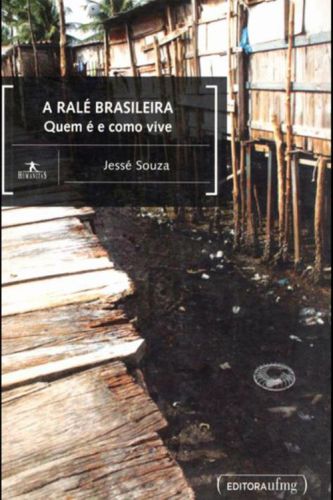 A RALÉ BRASILEIRA
Quem é e como vive
HUMANITAS
Jessé Souza
EDITORAufmg